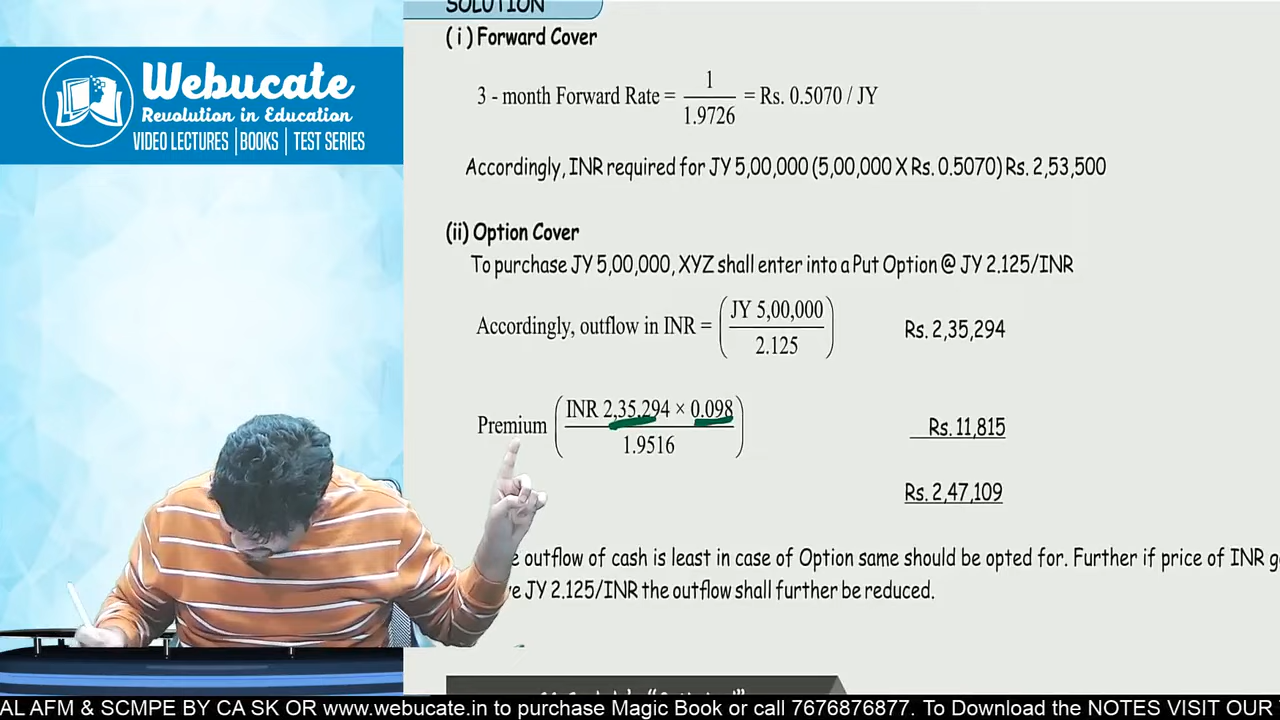 SOLUTION
( i ) Forward Cover
3 - month Forward Rate = 1 / 1.9726 = Rs. 0.5070 / JY
Accordingly, INR required for JY 5,00,000 (5,00,000 X Rs. 0.5070) Rs. 2,53,500
(ii) Option Cover
To purchase JY 5,00,000, XYZ shall enter into a Put Option @ JY 2.125/INR
Accordingly, outflow in INR = ( JY 5,00,000 / 2.125 ) Rs. 2,35,294
Premium ( INR 2,35,294 × 0.098 / 1.9516 ) Rs. 11,815
Rs. 2,47,109
outflow of cash is least in case of Option same should be opted for. Further if price of INR
JY 2.125/INR the outflow shall further be reduced.
Webucate
Revolution in Education
VIDEO LECTURES | BOOKS | TEST SERIES
AL AFM & SCMPE BY CA SK OR www.webucate.in to purchase Magic Book or call 7676876877. To Download the NOTES VISIT OUR